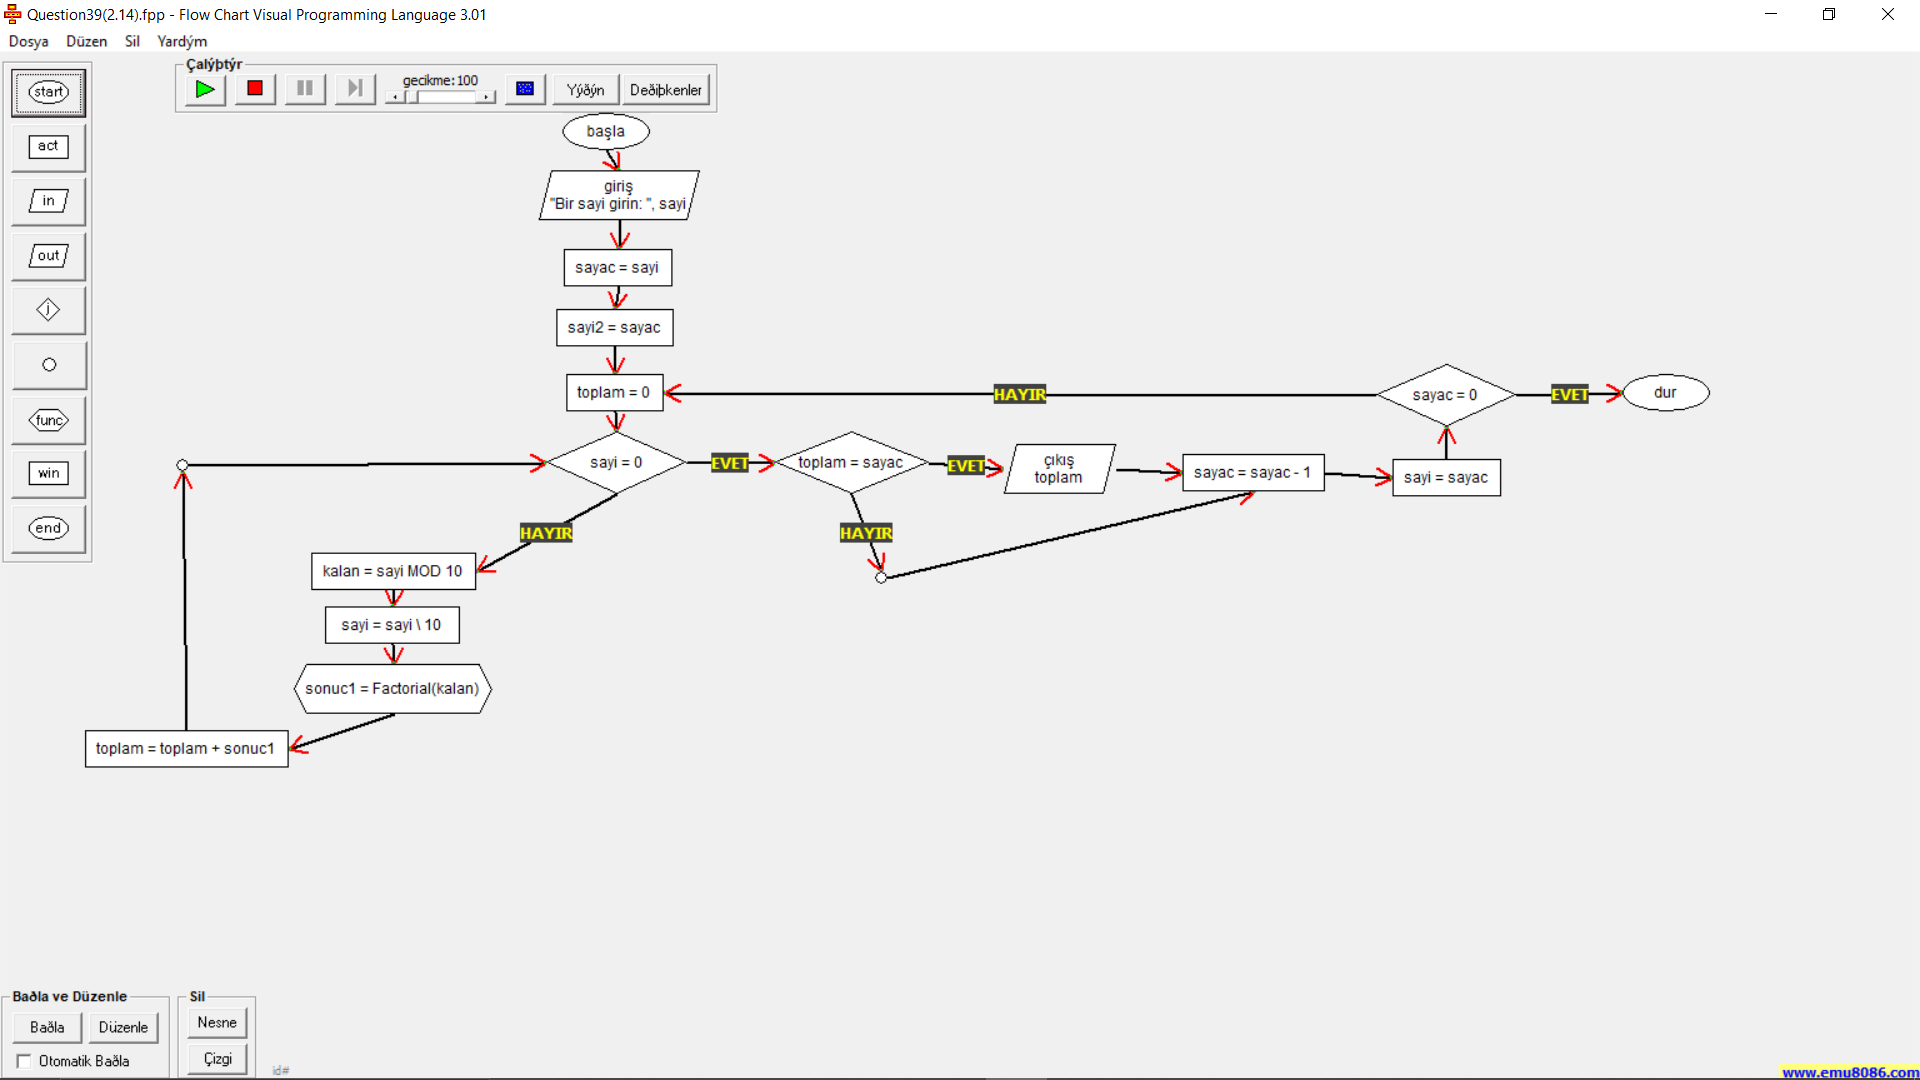 Question39(2.14).fpp - Flow Chart Visual Programming Language 3.01
Dosya Düzen Sil Yardým
Çalýþtýr
gecikme:100
Yýðýn
Deðiþkenler
start
act
in
out
j
func
win
end
başla
giriş
"Bir sayi girin: ", sayi
sayac = sayi
sayi2 = sayac
toplam = 0
HAYIR
sayac = 0
EVET
dur
sayi = 0
EVET
toplam = sayac
EVET
çıkış
toplam
sayac = sayac - 1
sayi = sayac
HAYIR
HAYIR
kalan = sayi MOD 10
sayi = sayi \ 10
sonuc1 = Factorial(kalan)
toplam = toplam + sonuc1
Baðla ve Düzenle
Baðla
Düzenle
Otomatik Baðla
Sil
Nesne
Çizgi
id#
www.emu8086.com